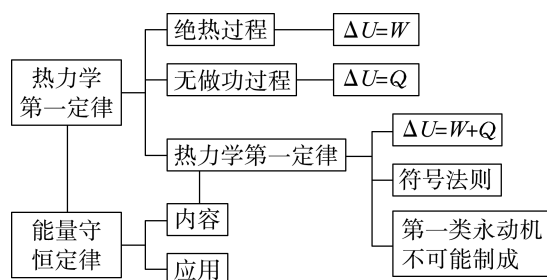 绝热过程
ΔU=W
热力学
第一定律
无做功过程
ΔU=Q
热力学第一定律
ΔU=W+Q
符号法则
第一类永动机
不可能制成
能量守
恒定律
内容
应用